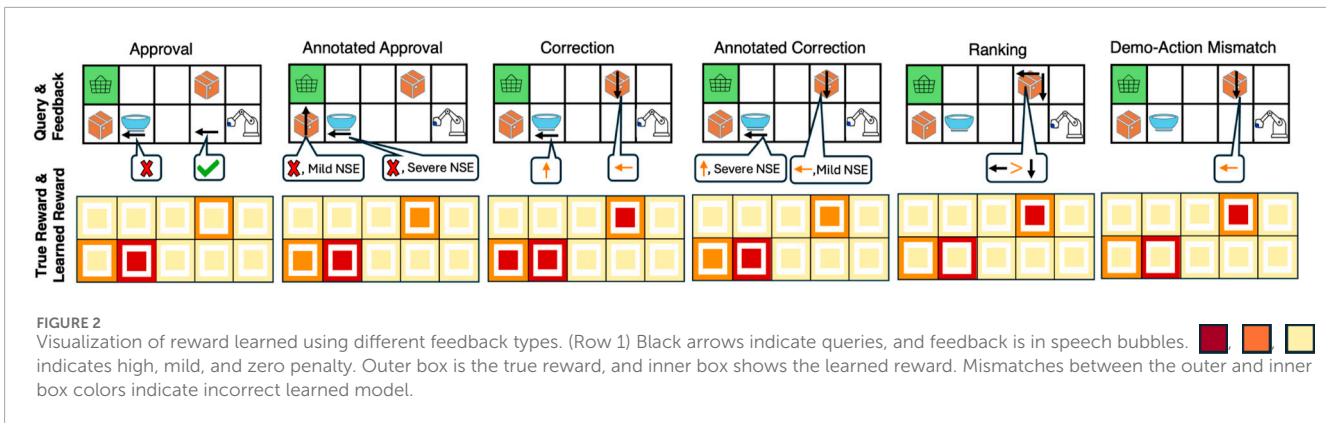 Approval
Annotated Approval
Correction
Annotated Correction
Ranking
Demo-Action Mismatch
Query &
Feedback
, Mild NSE
, Severe NSE
, Severe NSE
,Mild NSE
>
True Reward &
Learned Reward
FIGURE 2
Visualization of reward learned using different feedback types. (Row 1) Black arrows indicate queries, and feedback is in speech bubbles. , ,
indicates high, mild, and zero penalty. Outer box is the true reward, and inner box shows the learned reward. Mismatches between the outer and inner
box colors indicate incorrect learned model.